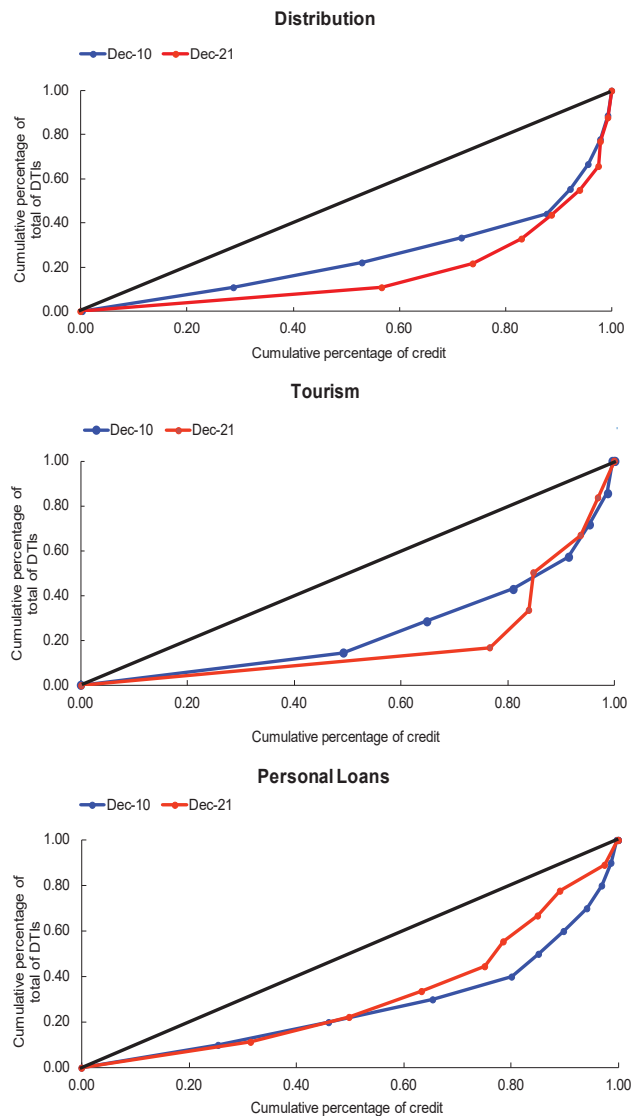 Distribution
Dec-10 Dec-21
1.00
0.80
0.60
0.40
0.20
0.00
Cumulative percentage of
total of DTIs
0.00 0.20 0.40 0.60 0.80 1.00
Cumulative percentage of credit
Tourism
Dec-10 Dec-21
1.00
0.80
0.60
0.40
0.20
0.00
Cumulative percentage of
total of DTIs
0.00 0.20 0.40 0.60 0.80 1.00
Cumulative percentage of credit
Personal Loans
Dec-10 Dec-21
1.00
0.80
0.60
0.40
0.20
0.00
Cumulative percentage of
total of DTIs
0.00 0.20 0.40 0.60 0.80 1.00
Cumulative percentage of credit